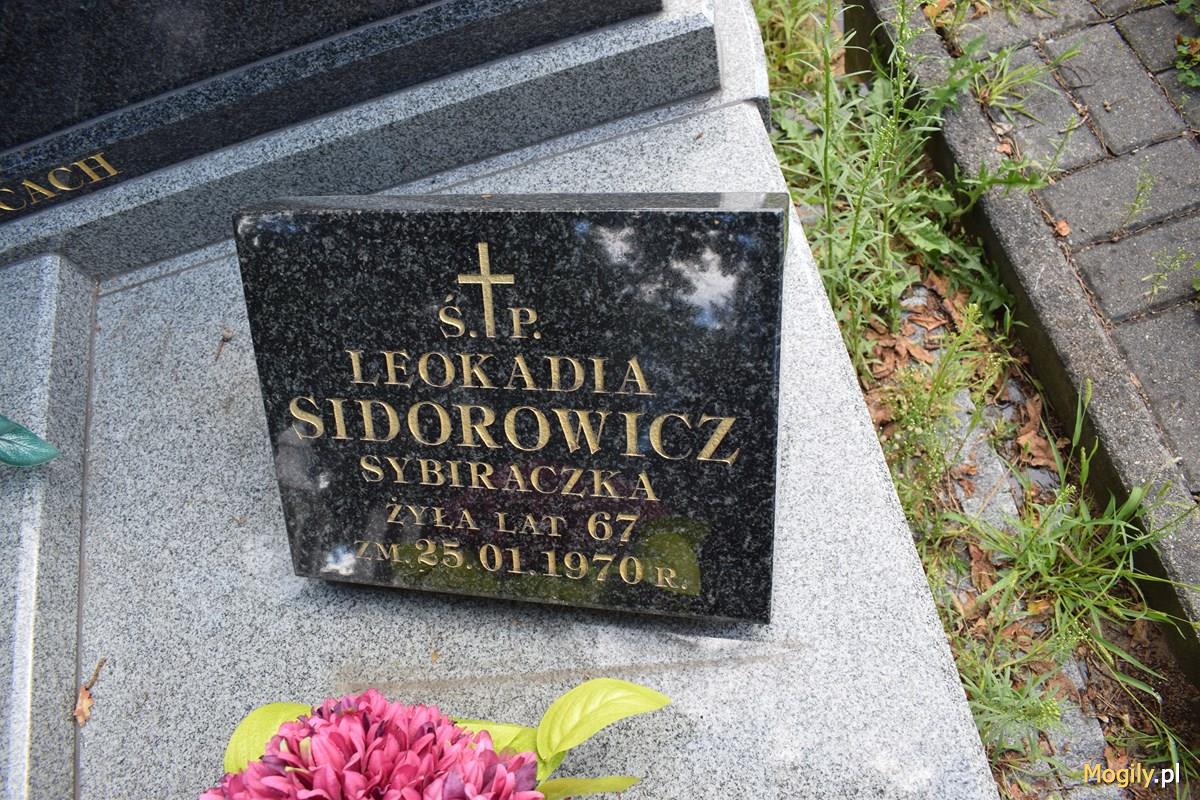 CACH
Ś. P.
LEOKADIA
SIDOROWICZ
SYBIRACZKA
ŻYŁA LAT 67
ZM. 25.01.1970 R.
Mogily.pl